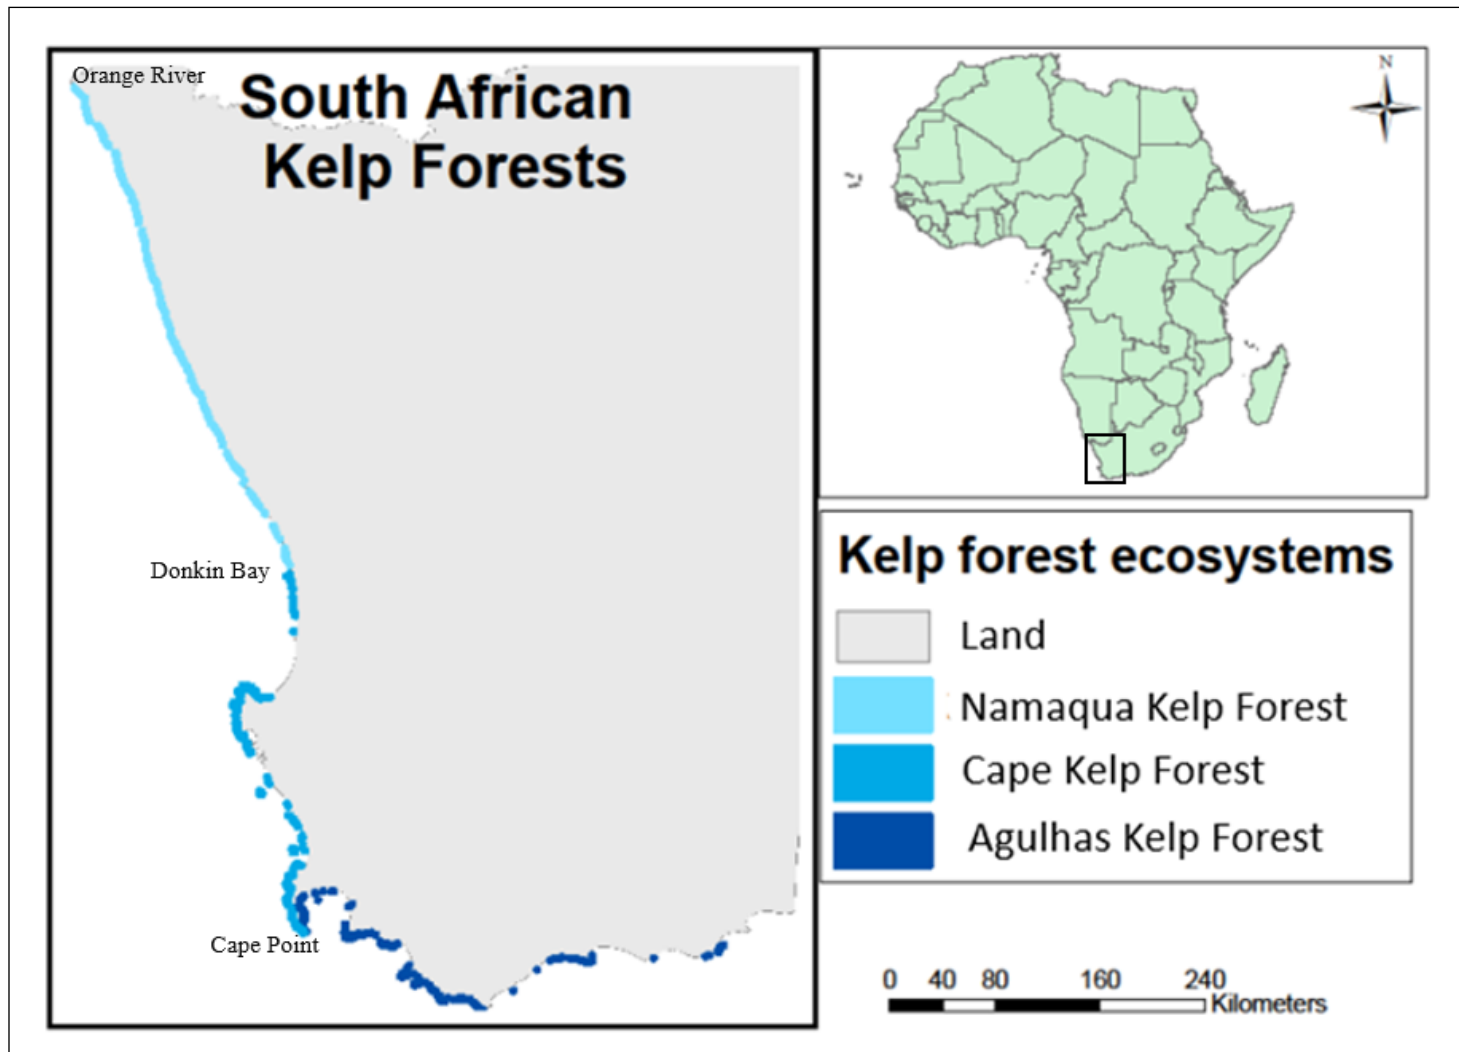 Orange River
South African
Kelp Forests
Donkin Bay
Cape Point
N
Kelp forest ecosystems
Land
Namaqua Kelp Forest
Cape Kelp Forest
Agulhas Kelp Forest
0 40 80 160 240
Kilometers